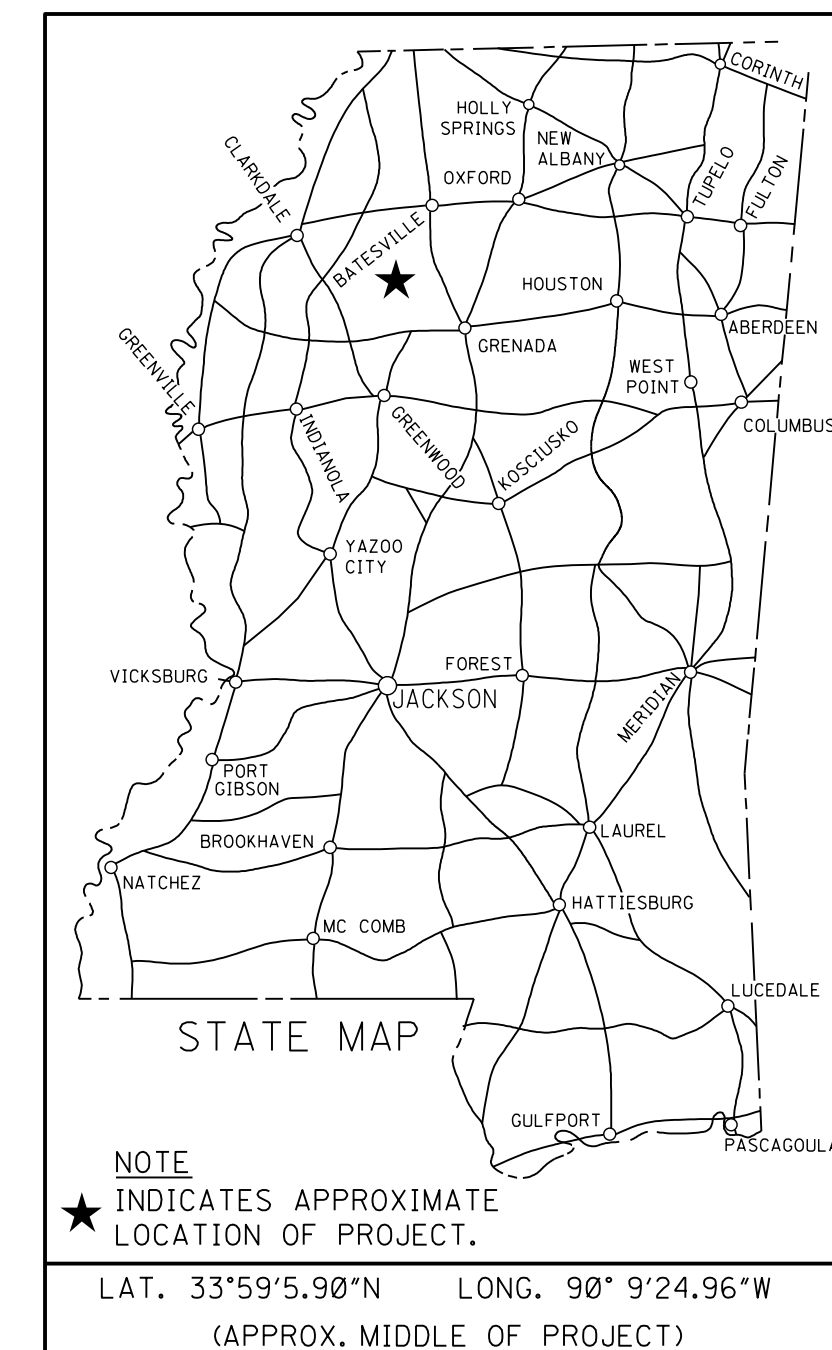 CORINTH
HOLLY
SPRINGS
NEW
ALBANY
CLARKDALE
OXFORD
TUPELO
FULTON
BATESVILLE
HOUSTON
ABERDEEN
GREENVILLE
GRENADA
WEST
POINT
COLUMBUS
INDIANOLA
GREENWOOD
KOSCIUSKO
YAZOO
CITY
VICKSBURG
FOREST
JACKSON
MERIDIAN
PORT
GIBSON
BROOKHAVEN
LAUREL
NATCHEZ
HATTIESBURG
MC COMB
LUCEDALE
STATE MAP
GULFPORT
PASCAGOULA
NOTE
INDICATES APPROXIMATE
LOCATION OF PROJECT.
LAT. 33°59'5.90"N LONG. 90° 9'24.96"W
(APPROX. MIDDLE OF PROJECT)